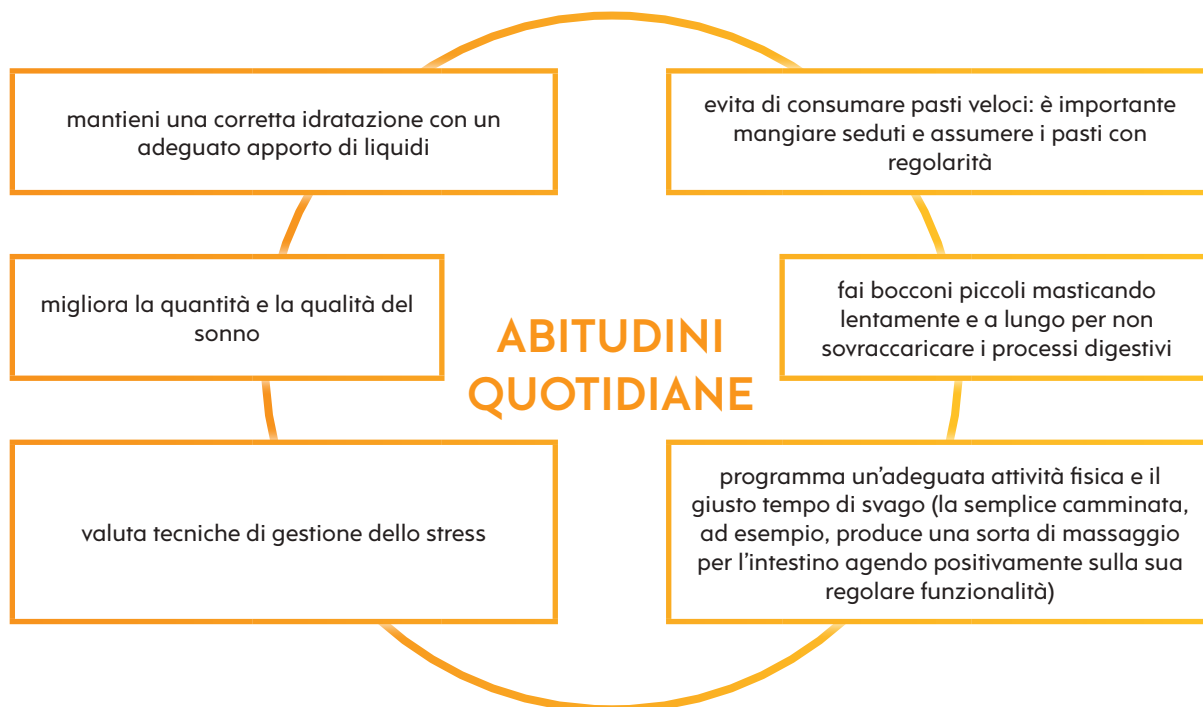 mantieni una corretta idratazione con un
adeguato apporto di liquidi
evita di consumare pasti veloci: è importante
mangiare seduti e assumere i pasti con
regolarità
migliora la quantità e la qualità del
sonno
ABITUDINI
QUOTIDIANE
fai bocconi piccoli masticando
lentamente e a lungo per non
sovraccaricare i processi digestivi
valuta tecniche di gestione dello stress
programma un’adeguata attività fisica e il
giusto tempo di svago (la semplice camminata,
ad esempio, produce una sorta di massaggio
per l’intestino agendo positivamente sulla sua
regolare funzionalità)